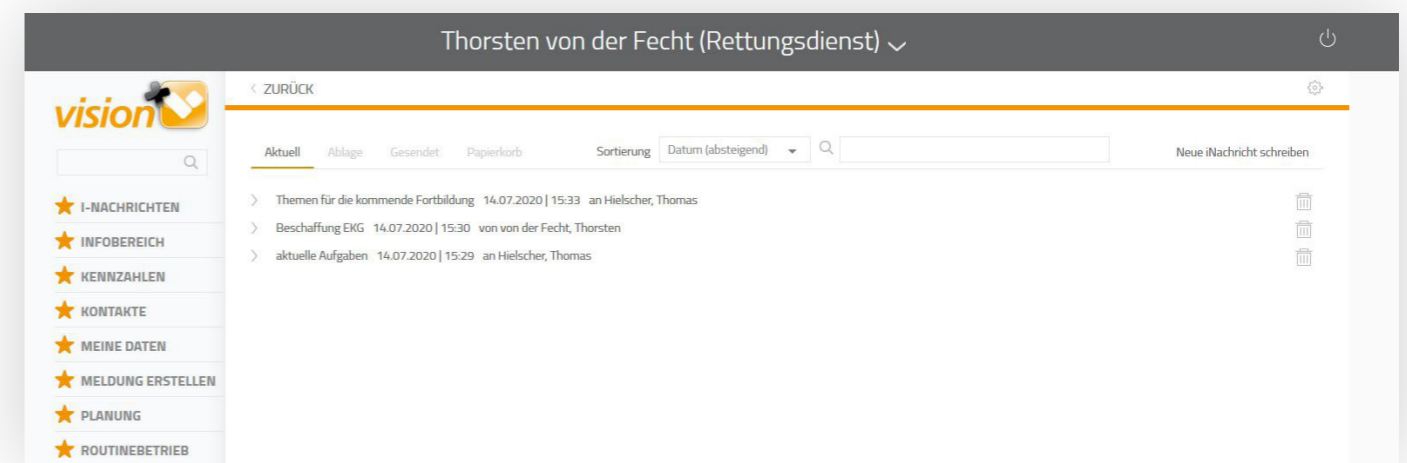 Thorsten von der Fecht (Rettungsdienst)
vision
ZURÜCK
Aktuell Ablage Gesendet Papierkorb Sortierung Datum (absteigend) Neue iNachricht schreiben
Themen für die kommende Fortbildung 14.07.2020 | 15:33 an Hielscher, Thomas
Beschaffung EKG 14.07.2020 | 15:30 von von der Fecht, Thorsten
aktuelle Aufgaben 14.07.2020 | 15:29 an Hielscher, Thomas
I-NACHRICHTEN
INFOBEREICH
KENNZAHLEN
KONTAKTE
MEINE DATEN
MELDUNG ERSTELLEN
PLANUNG
ROUTINEBETRIEB